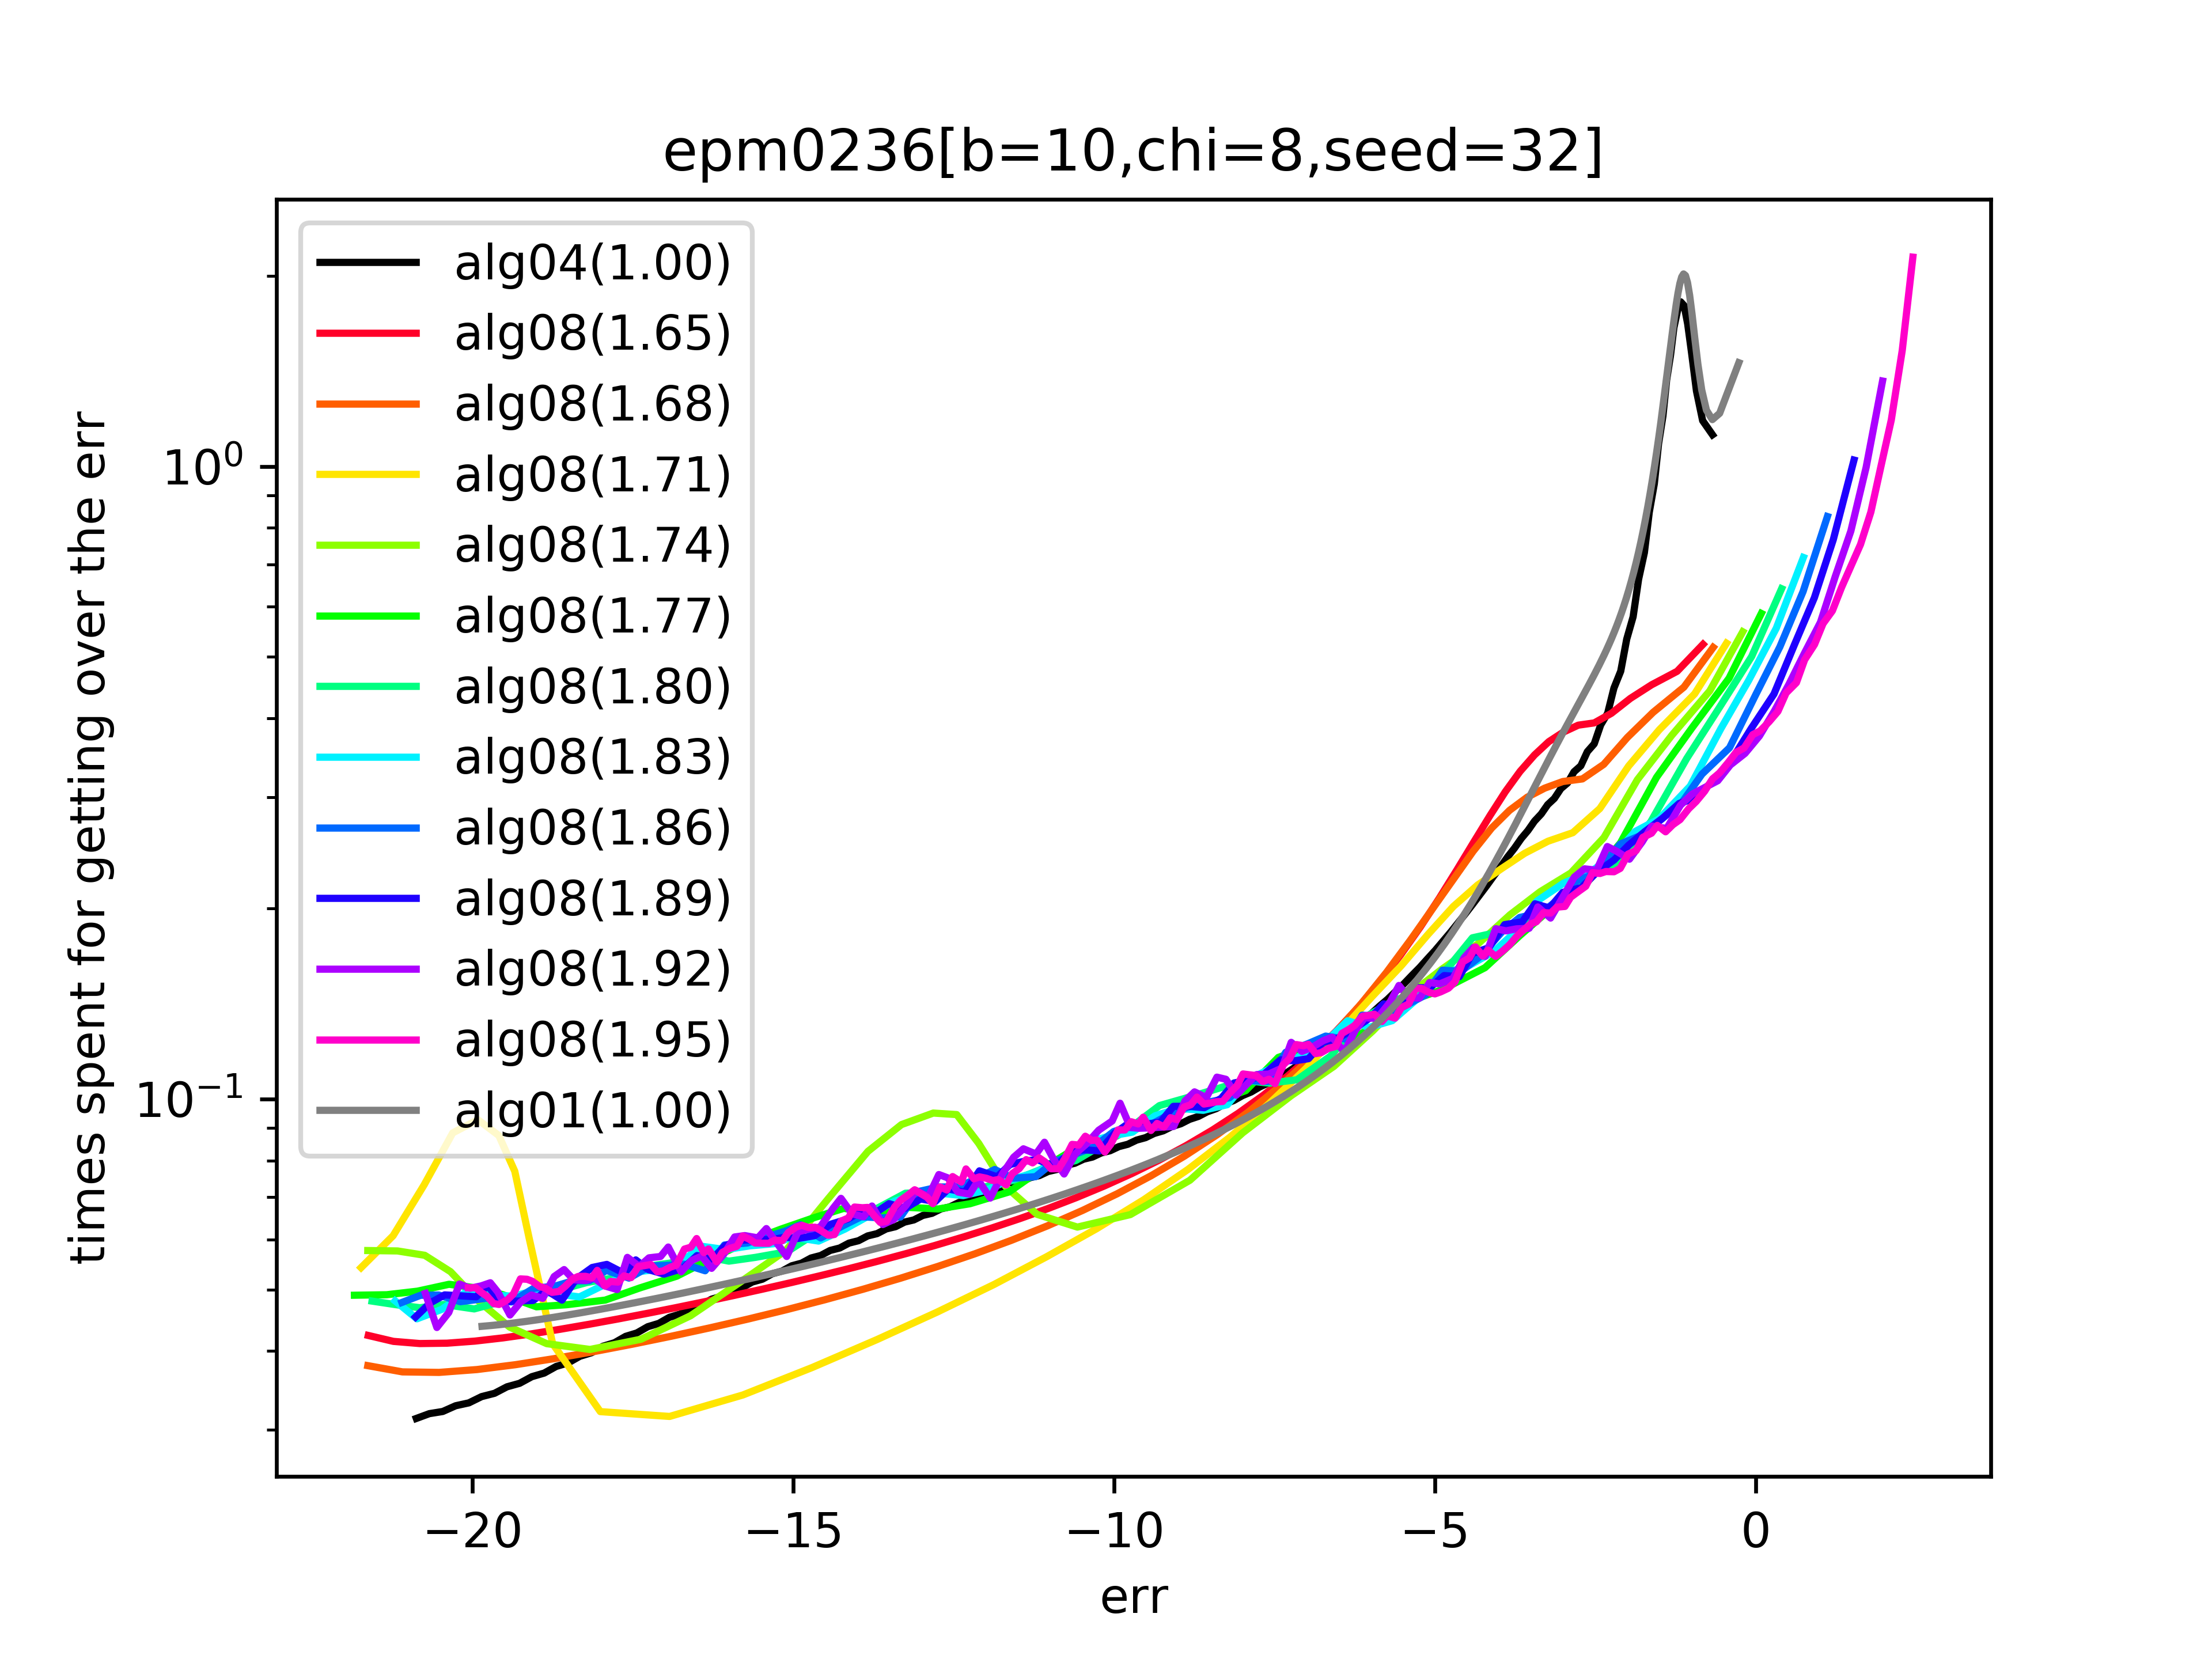 epm0236[b=10,chi=8,seed=32]
times spent for getting over the err
10⁰
10⁻¹
alg04(1.00)
alg08(1.65)
alg08(1.68)
alg08(1.71)
alg08(1.74)
alg08(1.77)
alg08(1.80)
alg08(1.83)
alg08(1.86)
alg08(1.89)
alg08(1.92)
alg08(1.95)
alg01(1.00)
−20 −15 −10 −5 0
err